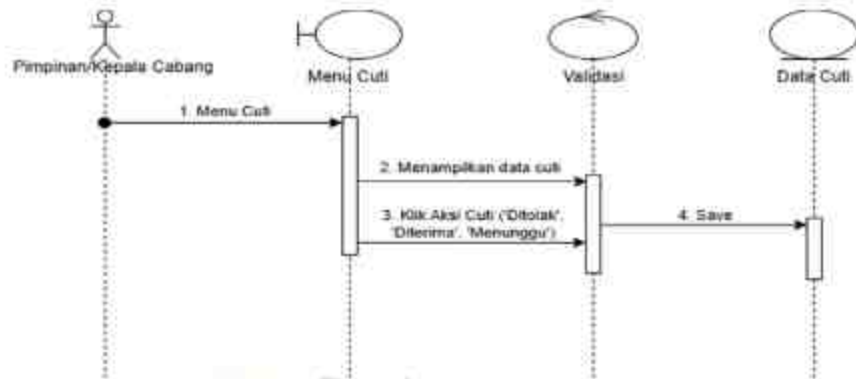 Pimpinan/Kepala Cabang
Menu Cuti
Validasi
Data Cuti
1. Menu Cuti
2. Menampilkan data cuti
3. Klik Aksi Cuti ('Ditolak',
'Diterima', 'Menunggu')
4. Save